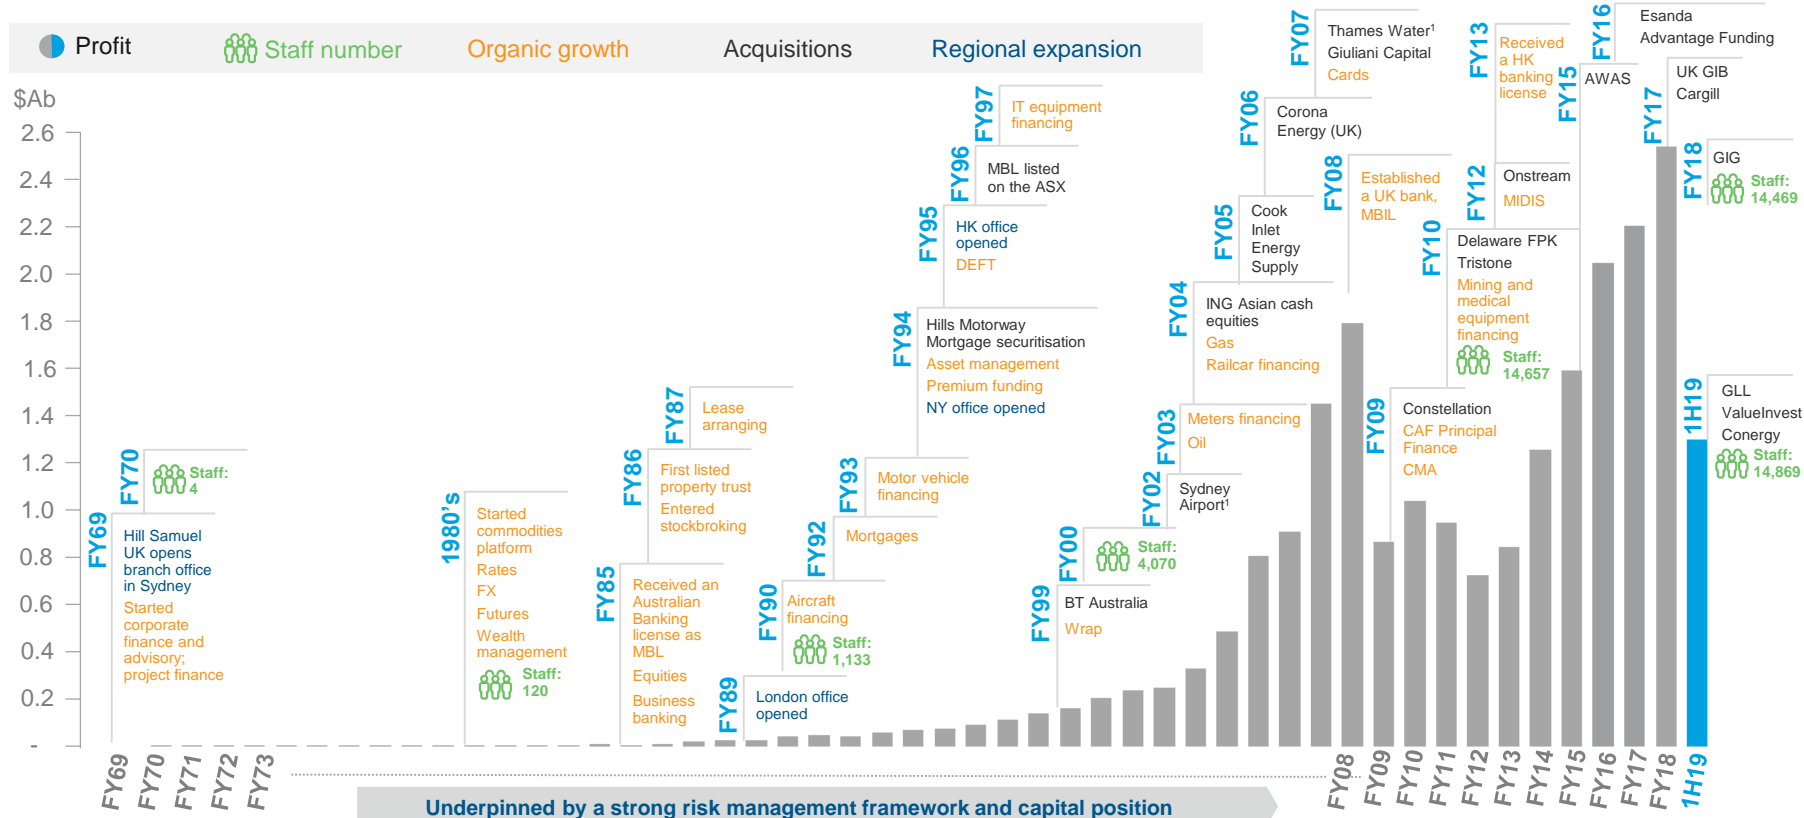 Profit
Staff number
Organic growth
Acquisitions
Regional expansion
$Ab
2.6
2.4
2.2
2.0
1.8
1.6
1.4
1.2
1.0
0.8
0.6
0.4
0.2
-
FY69
Hill Samuel
UK opens
branch office
in Sydney
Started
corporate
finance and
advisory;
project finance
FY70
Staff:
4
1980's
Started
commodities
platform
Rates
FX
Futures
Wealth
management
Staff:
120
FY85
Received an
Australian
Banking
license as
MBL
Equities
Business
banking
FY86
First listed
property trust
Entered
stockbroking
FY87
Lease
arranging
FY89
London office
opened
FY90
Aircraft
financing
Staff:
1,133
FY92
Mortgages
FY93
Motor vehicle
financing
FY94
Hills Motorway
Mortgage securitisation
Asset management
Premium funding
NY office opened
FY95
HK office
opened
DEFT
FY96
MBL listed
on the ASX
FY97
IT equipment
financing
FY99
BT Australia
Wrap
FY00
Staff:
4,070
FY02
Sydney
Airport¹
FY03
Meters financing
Oil
FY04
ING Asian cash
equities
Gas
Railcar financing
FY05
Cook
Inlet
Energy
Supply
FY06
Corona
Energy (UK)
FY07
Thames Water¹
Giuliani Capital
Cards
FY08
Established
a UK bank,
MBIL
FY09
Constellation
CAF Principal
Finance
CMA
FY10
Delaware FPK
Tristone
Mining and
medical
equipment
financing
Staff:
14,657
FY12
Onstream
MIDIS
FY13
Received
a HK
banking
license
FY15
AWAS
FY16
Esanda
Advantage Funding
FY17
UK GIB
Cargill
FY18
GIG
Staff:
14,469
1H19
GLL
ValueInvest
Conergy
Staff:
14,869
FY69
FY70
FY71
FY72
FY73
FY08
FY09
FY10
FY11
FY12
FY13
FY14
FY15
FY16
FY17
FY18
1H19
Underpinned by a strong risk management framework and capital position